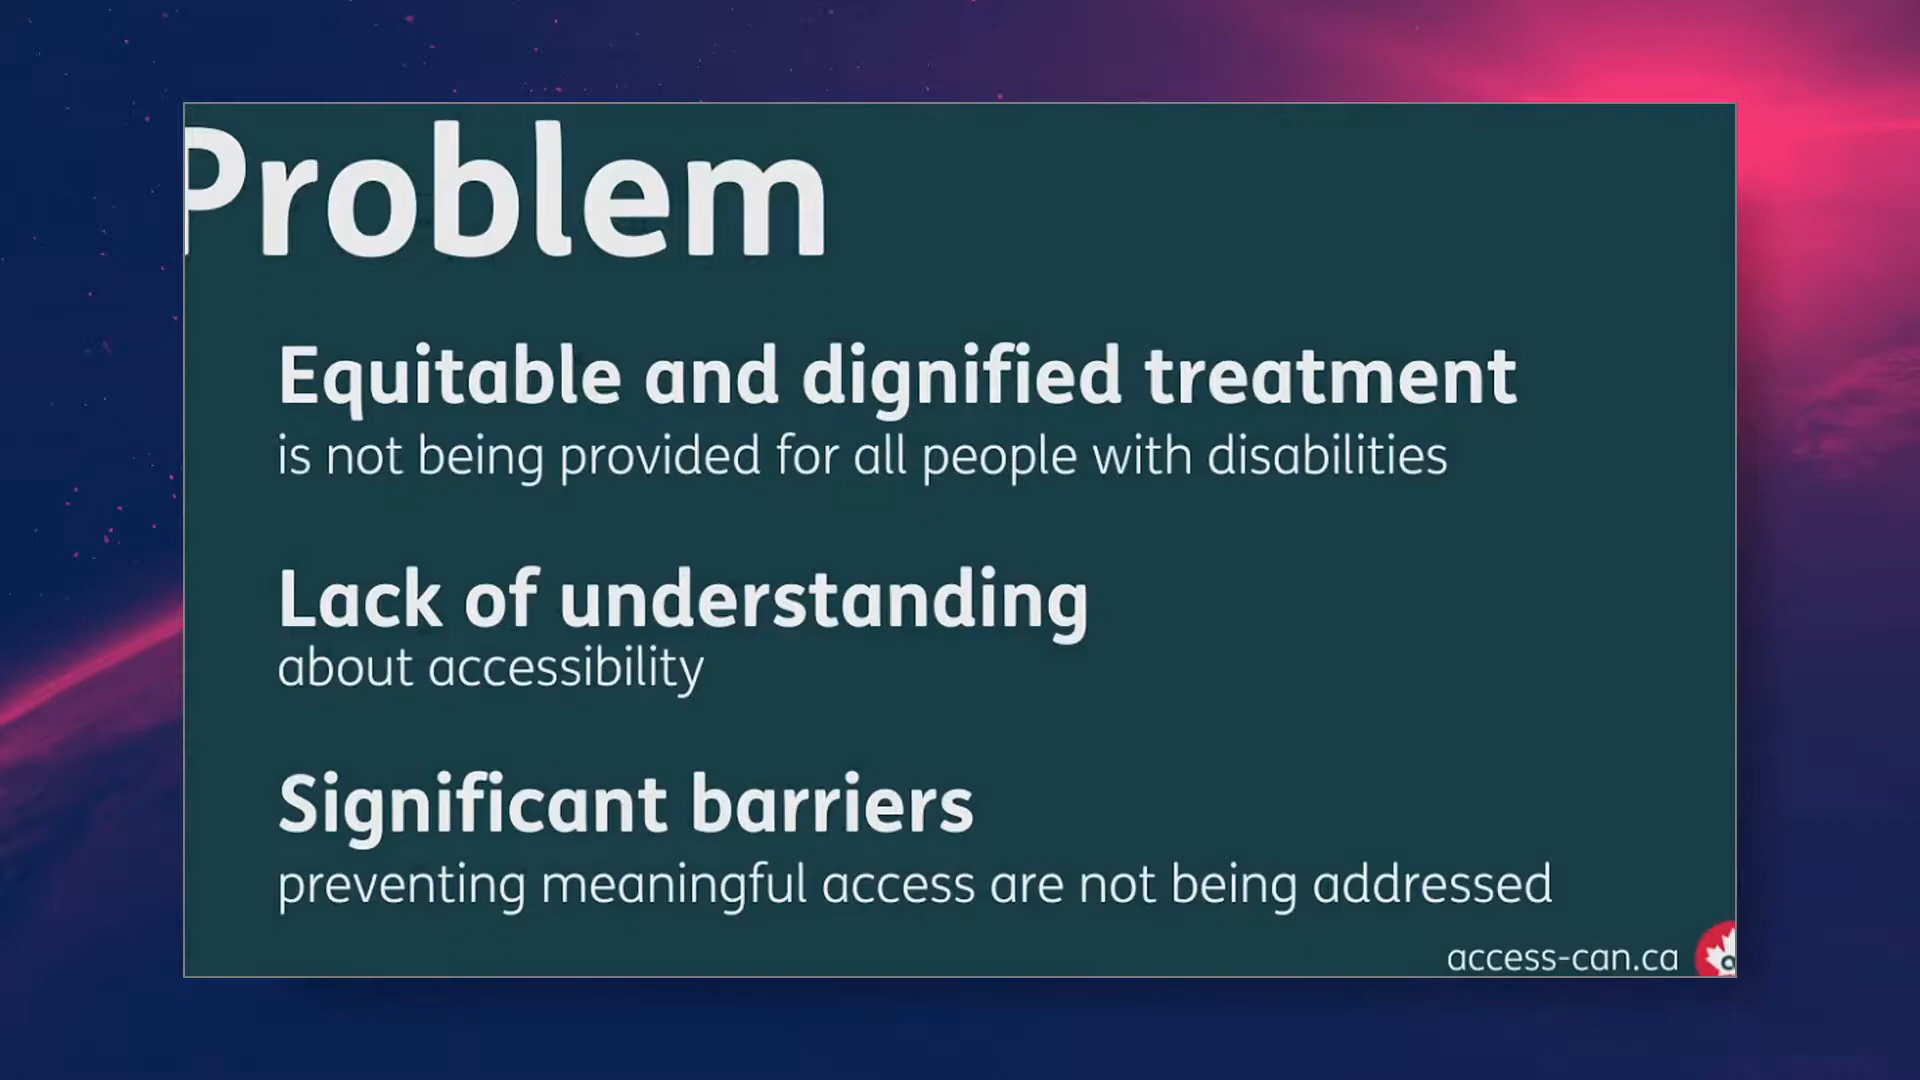 Problem
Equitable and dignified treatment
is not being provided for all people with disabilities
Lack of understanding
about accessibility
Significant barriers
preventing meaningful access are not being addressed
access-can.ca